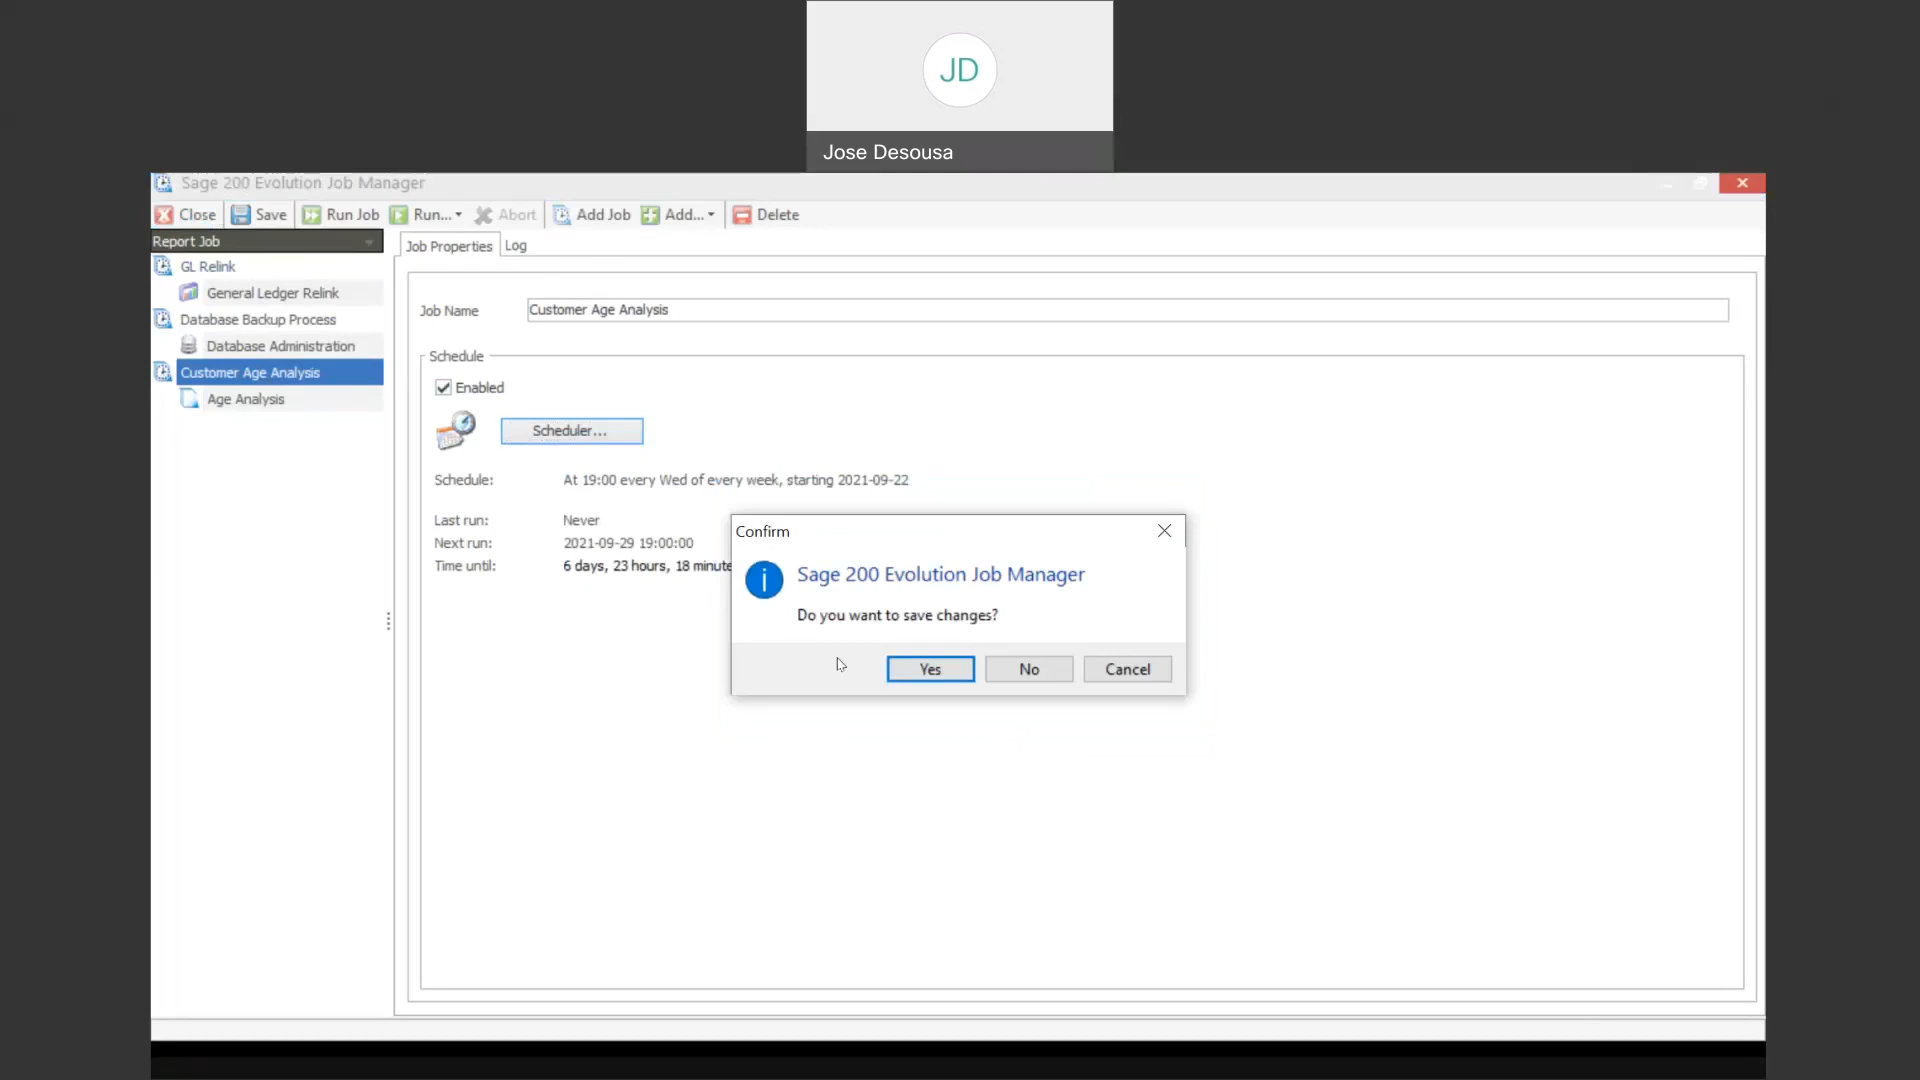 JD
Jose Desousa
Sage 200 Evolution Job Manager
Close Save Run Job Run... Abort Add Job Add... Delete
Report Job
Job Properties Log
GL Relink
General Ledger Relink
Database Backup Process
Database Administration
Customer Age Analysis
Age Analysis
Job Name Customer Age Analysis
Schedule
Enabled
Scheduler...
Schedule: At 19:00 every Wed of every week, starting 2021-09-22
Last run: Never
Next run: 2021-09-29 19:00:00
Time until: 6 days, 23 hours, 18 minute
Confirm
Sage 200 Evolution Job Manager
Do you want to save changes?
Yes No Cancel